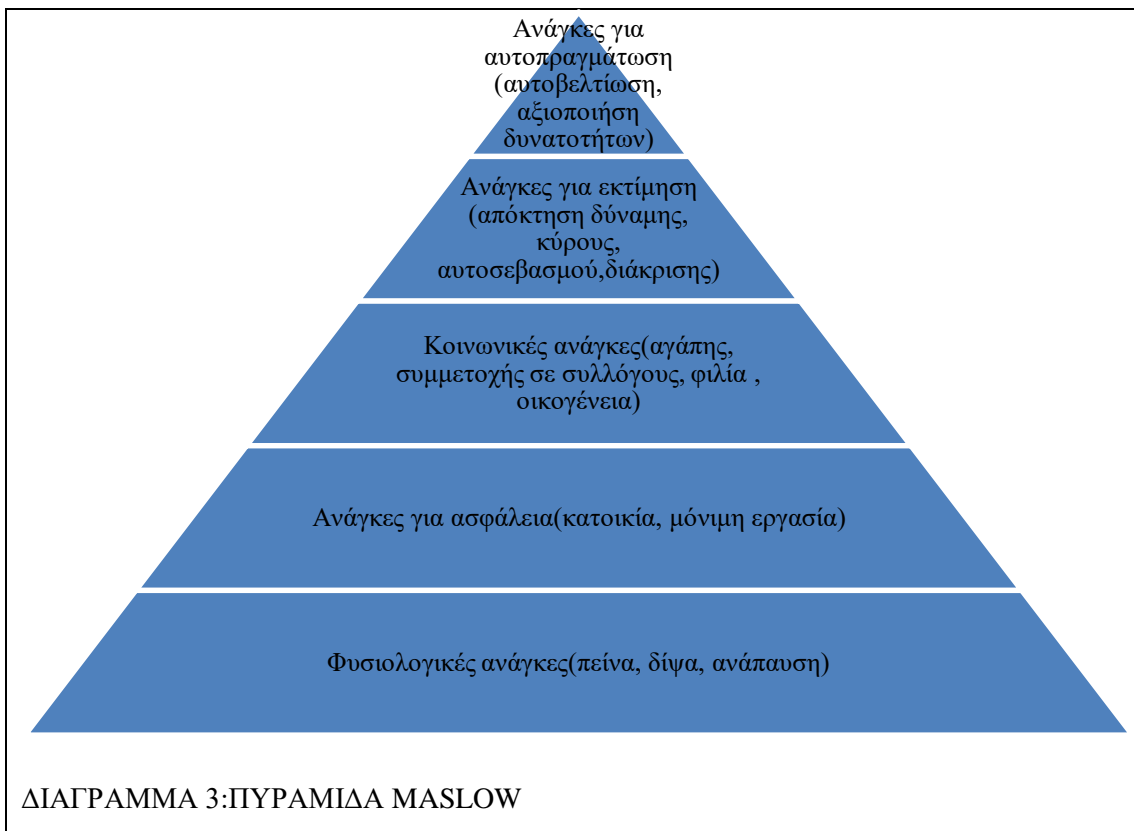 Ανάγκες για
αυτοπραγμάτωση
(αυτοβελτίωση,
αξιοποιήση
δυνατοτήτων)
Ανάγκες για εκτίμηση
(απόκτηση δύναμης,
κύρους,
αυτοσεβασμού,διάκρισης)
Κοινωνικές ανάγκες(αγάπης,
συμμετοχής σε συλλόγους, φιλία ,
οικογένεια)
Ανάγκες για ασφάλεια(κατοικία, μόνιμη εργασία)
Φυσιολογικές ανάγκες(πείνα, δίψα, ανάπαυση)
ΔΙΑΓΡΑΜΜΑ 3:ΠΥΡΑΜΙΔΑ MASLOW